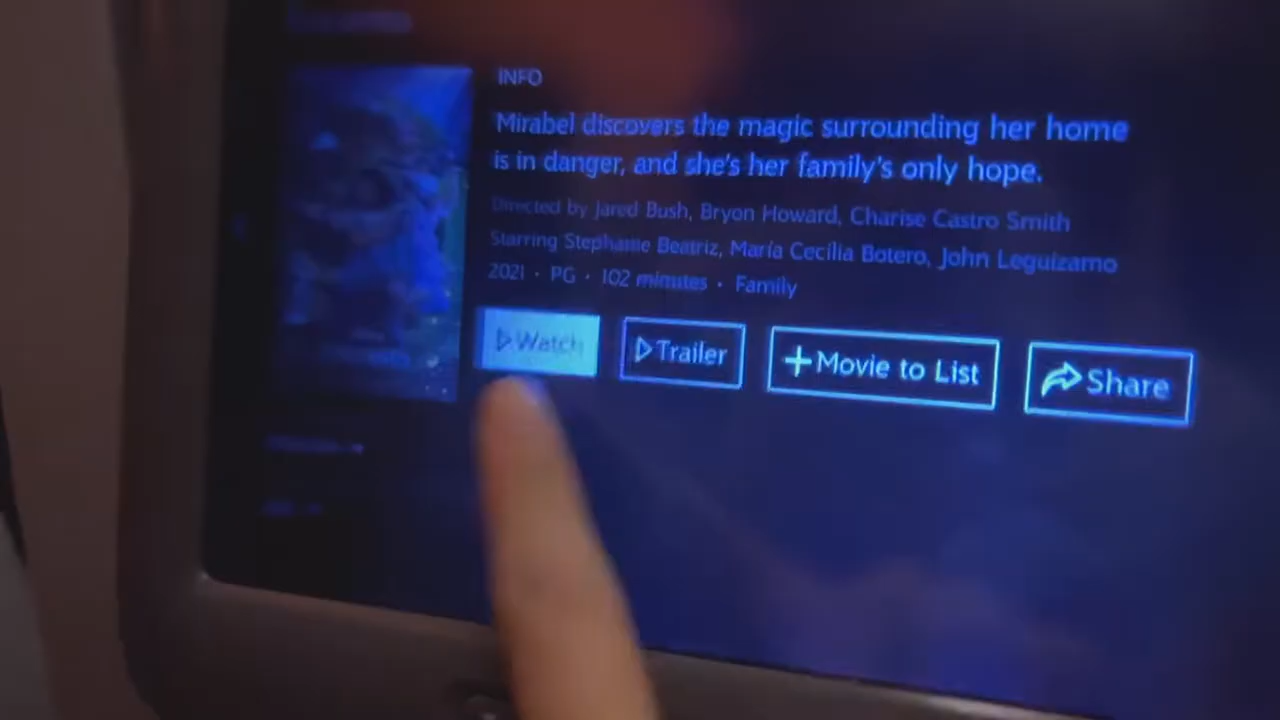 INFO
Mirabel discovers the magic surrounding her home
is in danger, and she's her family's only hope.
Directed by Jared Bush, Bryon Howard, Charise Castro Smith
Starring Stephanie Beatriz, María Cecilia Botero, John Leguizamo
2021 · PG · 102 minutes · Family
Watch
Trailer
+Movie to List
Share